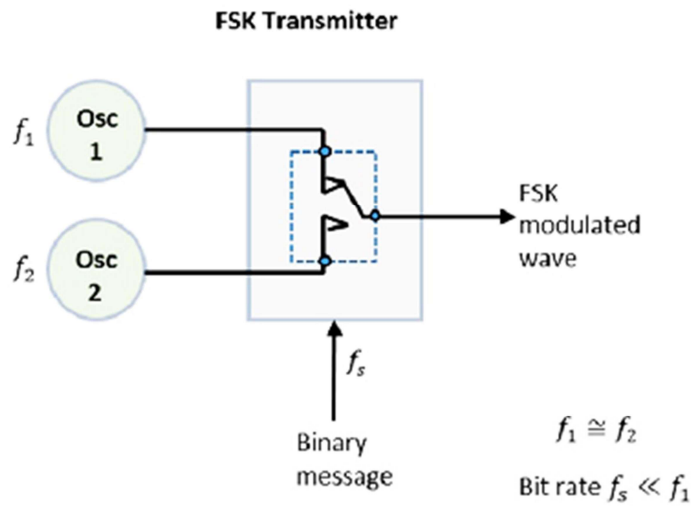 FSK Transmitter
f₁
Osc
1
FSK
modulated
wave
f₂
Osc
2
fₛ
Binary
message
f₁ ≅ f₂
Bit rate fₛ ≪ f₁